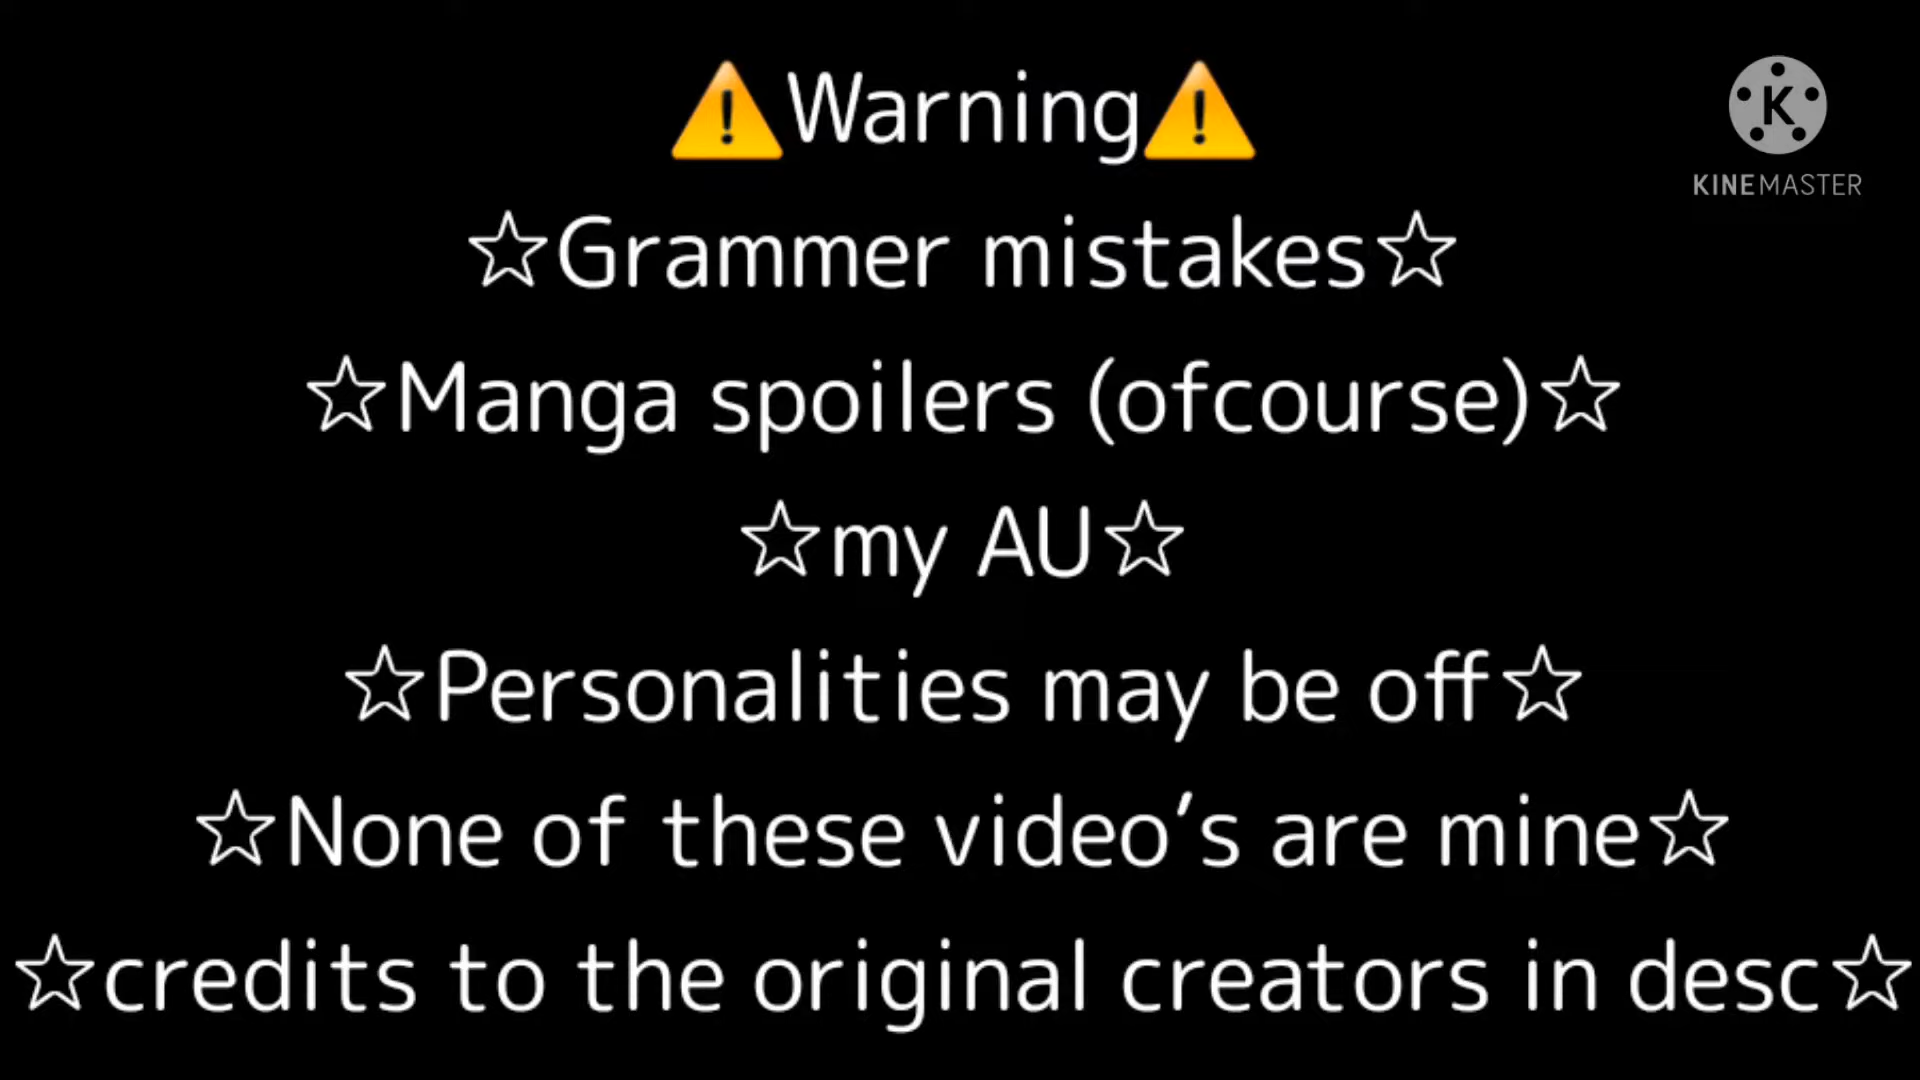 ⚠️Warning⚠️
K
KINEMASTER
☆Grammer mistakes☆
☆Manga spoilers (ofcourse)☆
☆my AU☆
☆Personalities may be off☆
☆None of these video’s are mine☆
☆credits to the original creators in desc☆